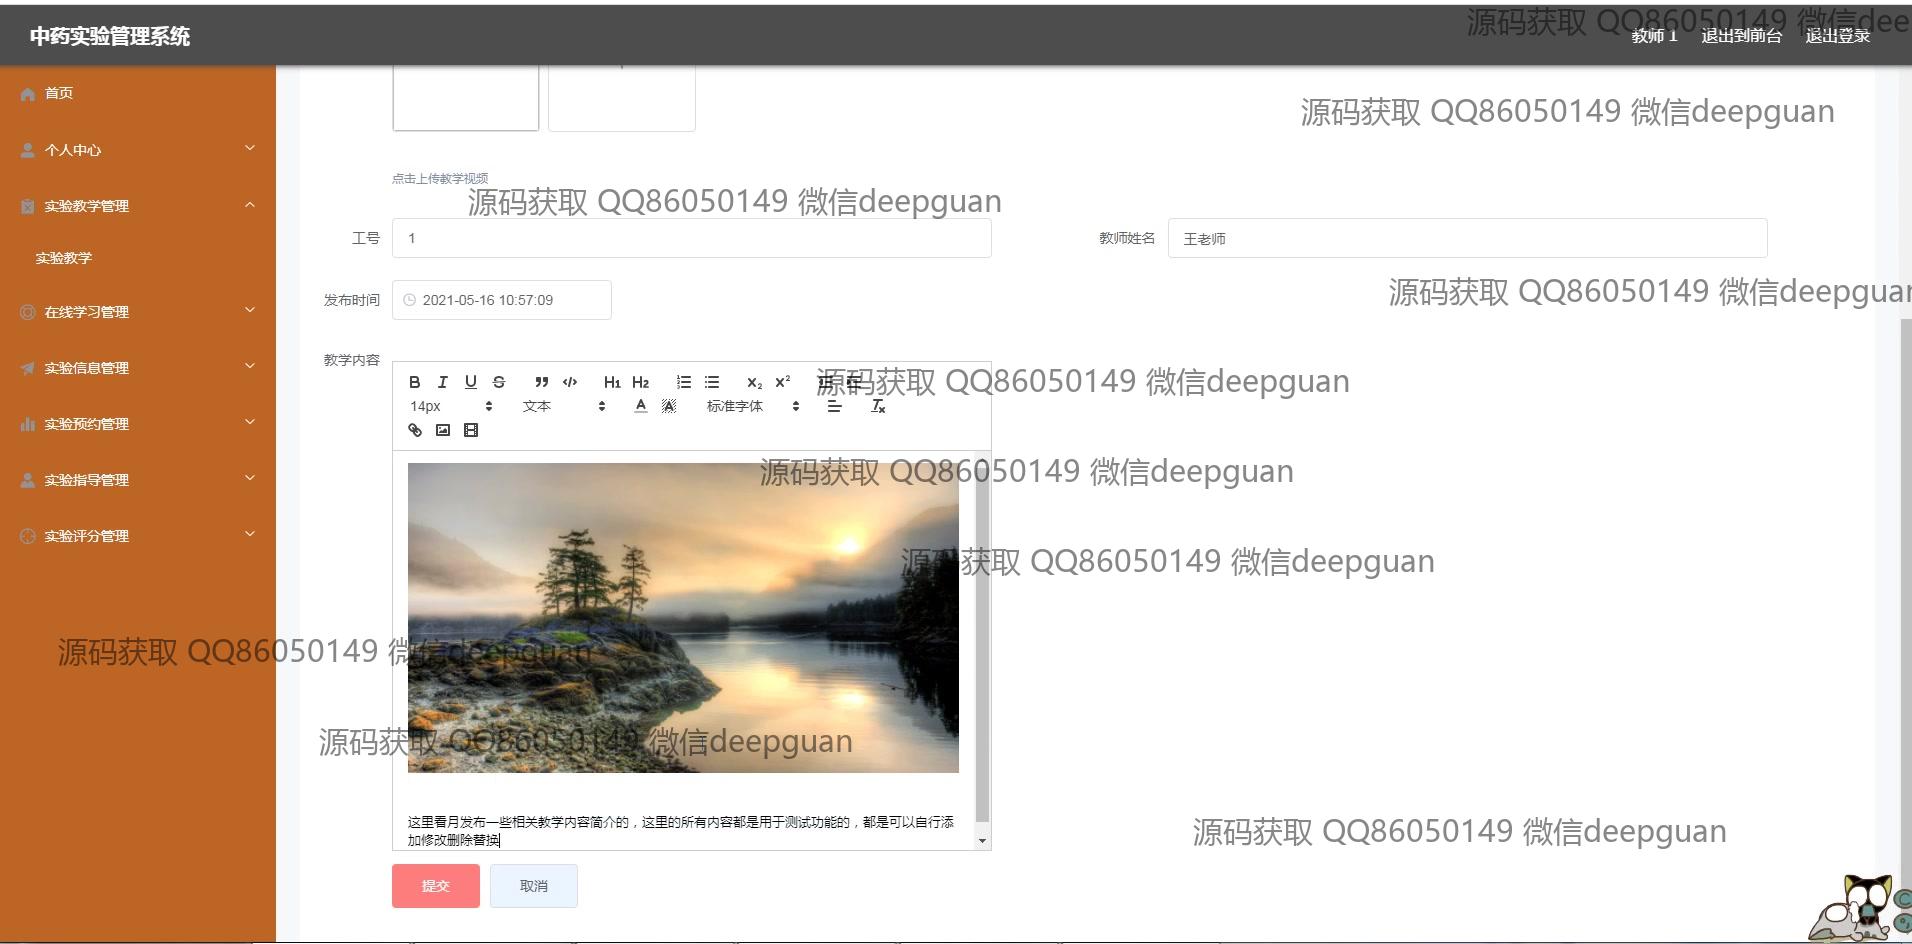 中药实验管理系统
源码获取 QQ86050149 微信dee
教师 1 退出到前台 退出登录
首页
源码获取 QQ86050149 微信deepguan
个人中心
点击上传教学视频
源码获取 QQ86050149 微信deepguan
实验教学管理
工号 1 教师姓名 王老师
实验教学
源码获取 QQ86050149 微信deepguan
发布时间 2021-05-16 10:57:09
在线学习管理
教学内容
实验信息管理
B I U S H1 H2 X2 X2
源码获取 QQ86050149 微信deepguan
14px 文本 A A 标准字体 Tx
实验预约管理
源码获取 QQ86050149 微信deepguan
实验指导管理
实验评分管理
源码获取 QQ86050149 微信deepguan
源码获取 QQ86050149 微信deepguan
源码获取 QQ86050149 微信deepguan
这里看月发布一些相关教学内容简介的，这里的所有内容都是用于测试功能的，都是可以自行添
加修改删除替换
源码获取 QQ86050149 微信deepguan
提交 取消